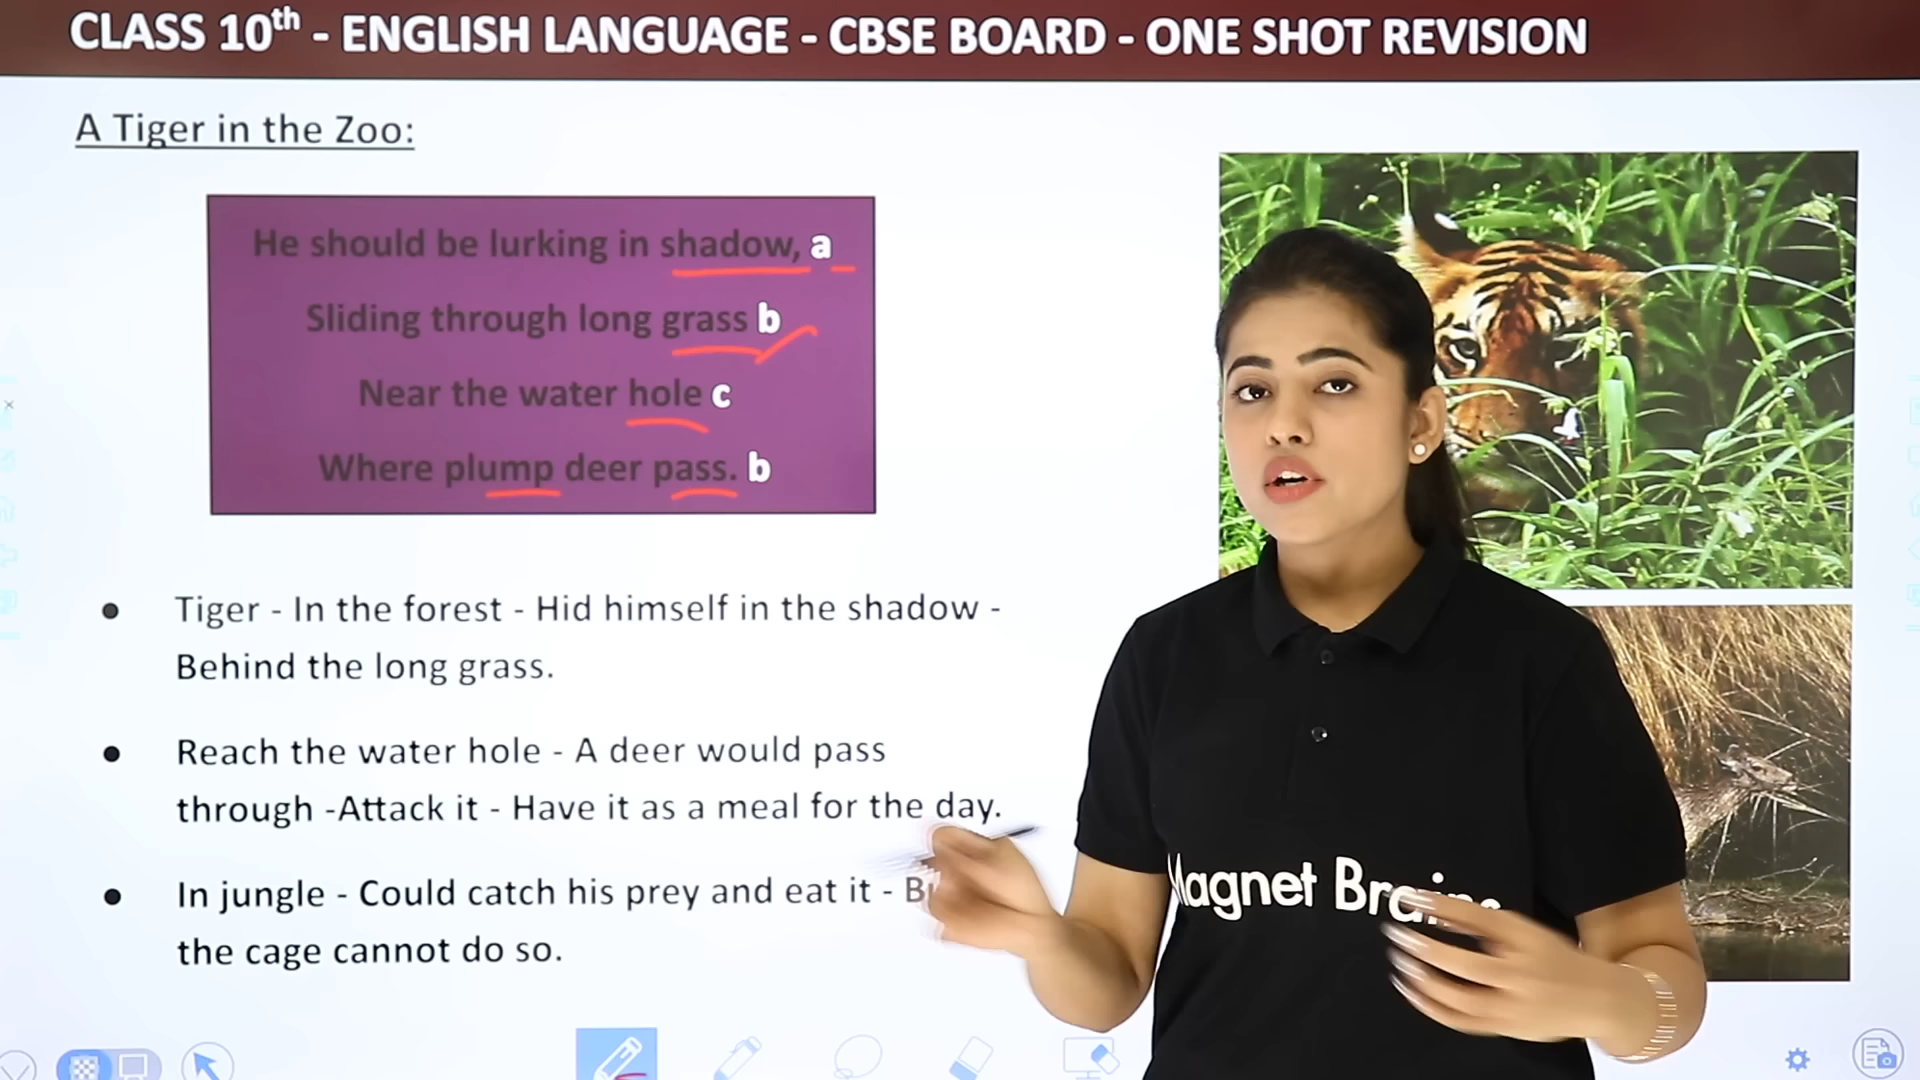 CLASS 10th - ENGLISH LANGUAGE - CBSE BOARD - ONE SHOT REVISION
A Tiger in the Zoo:
He should be lurking in shadow, a
Sliding through long grass b
Near the water hole c
Where plump deer pass. b
● Tiger - In the forest - Hid himself in the shadow -
Behind the long grass.
● Reach the water hole - A deer would pass
through -Attack it - Have it as a meal for the day.
● In jungle - Could catch his prey and eat it -
the cage cannot do so.
Magnet Brains